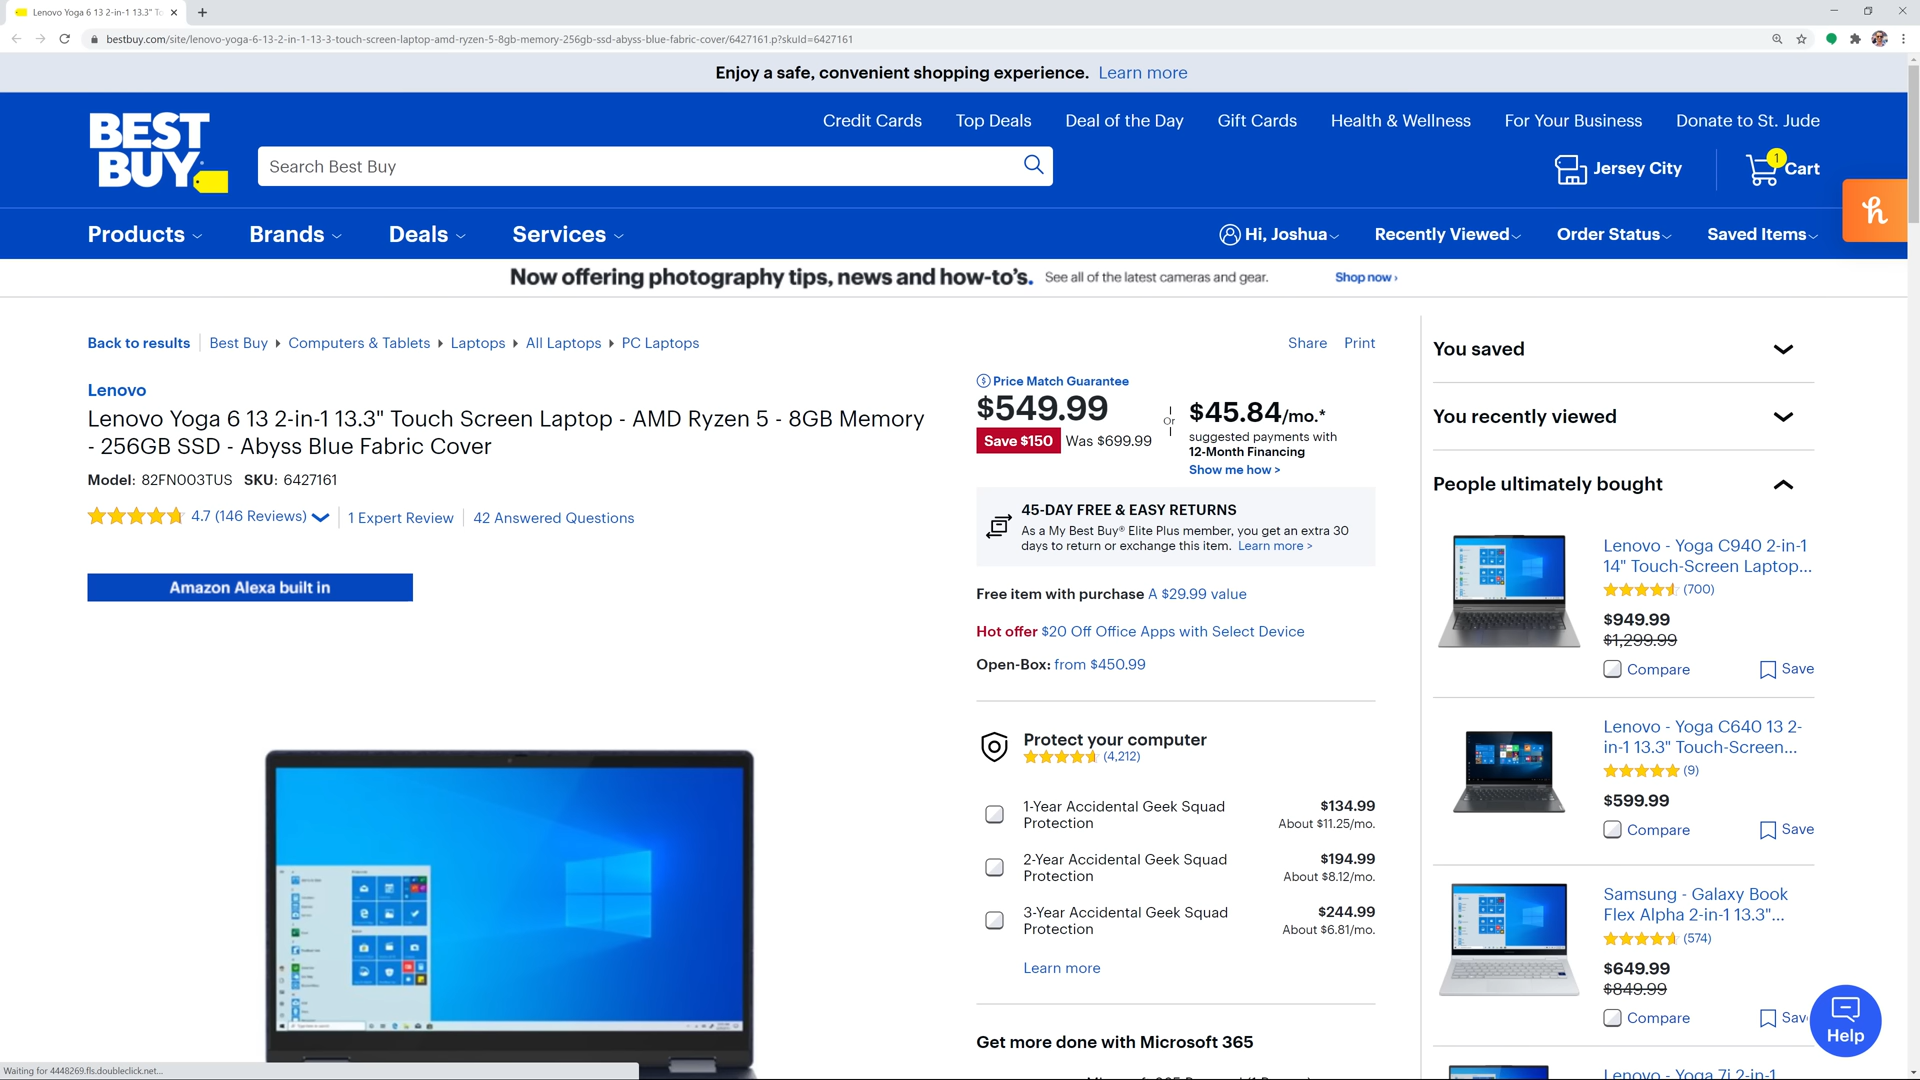 Lenovo Yoga 6 13 2-in-1 13.3" To
bestbuy.com/site/lenovo-yoga-6-13-2-in-1-13-3-touch-screen-laptop-amd-ryzen-5-8gb-memory-256gb-ssd-abyss-blue-fabric-cover/6427161.p?skuId=6427161
Enjoy a safe, convenient shopping experience. Learn more
BEST
BUY
Credit Cards Top Deals Deal of the Day Gift Cards Health & Wellness For Your Business Donate to St. Jude
Search Best Buy
Jersey City
1
Cart
h
Products Brands Deals Services Hi, Joshua Recently Viewed Order Status Saved Items
Now offering photography tips, news and how-to's. See all of the latest cameras and gear. Shop now ›
Back to results Best Buy Computers & Tablets Laptops All Laptops PC Laptops
Share Print
Lenovo
Lenovo Yoga 6 13 2-in-1 13.3" Touch Screen Laptop - AMD Ryzen 5 - 8GB Memory
- 256GB SSD - Abyss Blue Fabric Cover
Model: 82FN003TUS SKU: 6427161
4.7 (146 Reviews) 1 Expert Review 42 Answered Questions
Amazon Alexa built in
Price Match Guarantee
$549.99
Save $150 Was $699.99
Or
$45.84/mo.*
suggested payments with
12-Month Financing
Show me how >
45-DAY FREE & EASY RETURNS
As a My Best Buy® Elite Plus member, you get an extra 30
days to return or exchange this item. Learn more >
Free item with purchase A $29.99 value
Hot offer $20 Off Office Apps with Select Device
Open-Box: from $450.99
Protect your computer
(4,212)
1-Year Accidental Geek Squad
Protection
$134.99
About $11.25/mo.
2-Year Accidental Geek Squad
Protection
$194.99
About $8.12/mo.
3-Year Accidental Geek Squad
Protection
$244.99
About $6.81/mo.
Learn more
Get more done with Microsoft 365
You saved
You recently viewed
People ultimately bought
Lenovo - Yoga C940 2-in-1
14" Touch-Screen Laptop...
(700)
$949.99
$1,299.99
Compare Save
Lenovo - Yoga C640 13 2-
in-1 13.3" Touch-Screen...
(9)
$599.99
Compare Save
Samsung - Galaxy Book
Flex Alpha 2-in-1 13.3"...
(574)
$649.99
$849.99
Compare Sav
Help
Lenovo - Yoga 7i 2-in-1
Waiting for 4448269.fls.doubleclick.net...